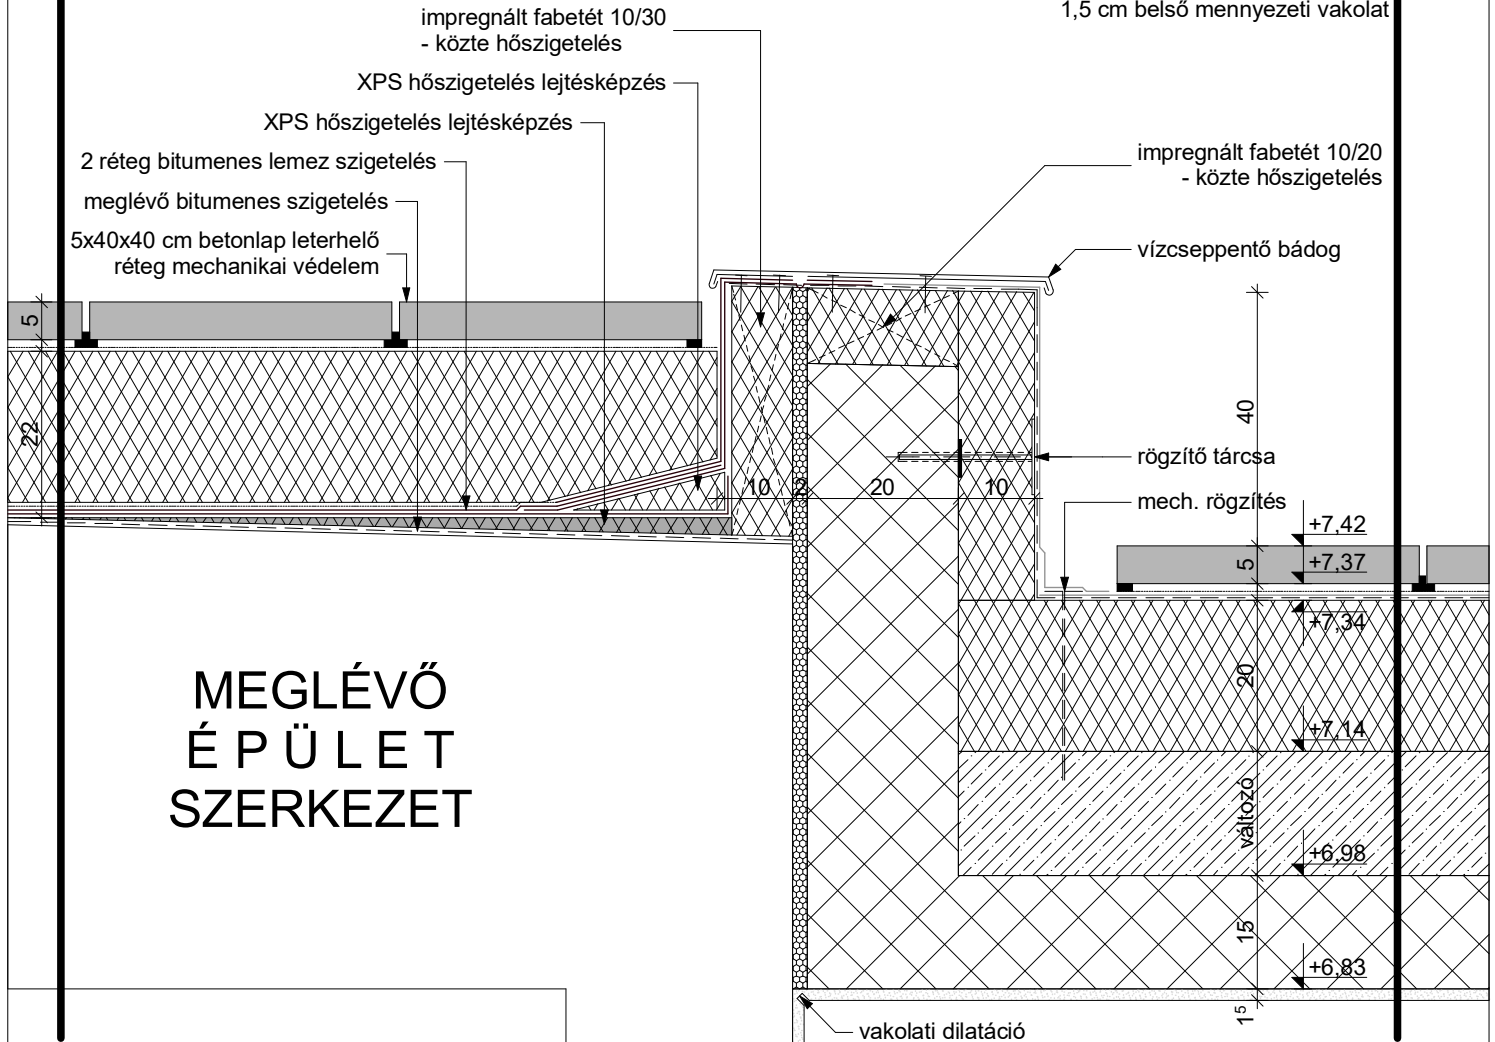 impregnált fabetét 10/30
- közte hőszigetelés
1,5 cm belső mennyezeti vakolat
XPS hőszigetelés lejtésképzés
XPS hőszigetelés lejtésképzés
2 réteg bitumenes lemez szigetelés
meglévő bitumenes szigetelés
5x40x40 cm betonlap leterhelő
réteg mechanikai védelem
impregnált fabetét 10/20
- közte hőszigetelés
vízcseppentő bádog
5
22
40
rögzítő tárcsa
10
2
20
10
mech. rögzítés
+7,42
5
+7,37
+7,34
20
+7,14
MEGLÉVŐ
ÉPÜLET
SZERKEZET
változó
+6,98
15
+6,83
1⁵
vakolati dilatáció